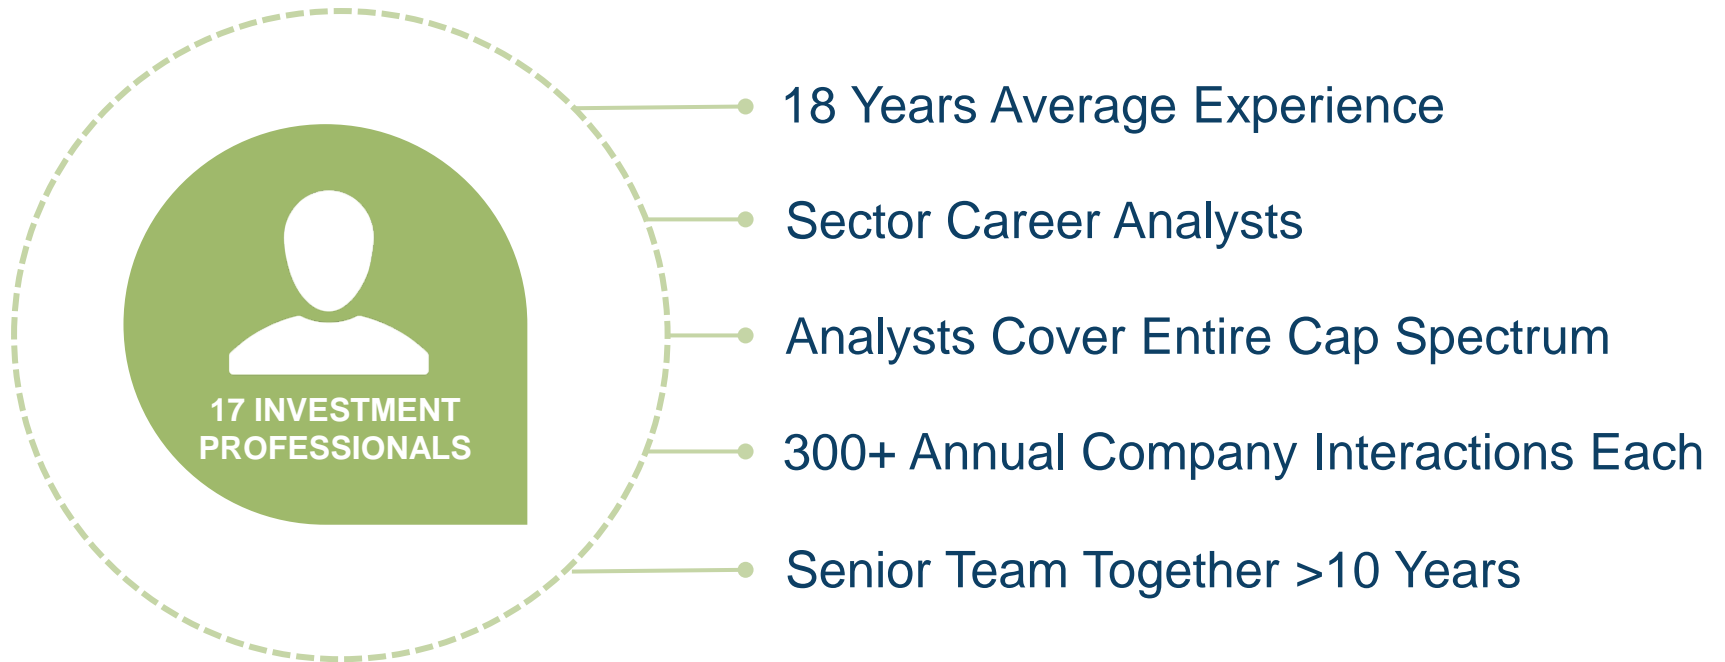 17 INVESTMENT
PROFESSIONALS
18 Years Average Experience
Sector Career Analysts
Analysts Cover Entire Cap Spectrum
300+ Annual Company Interactions Each
Senior Team Together >10 Years